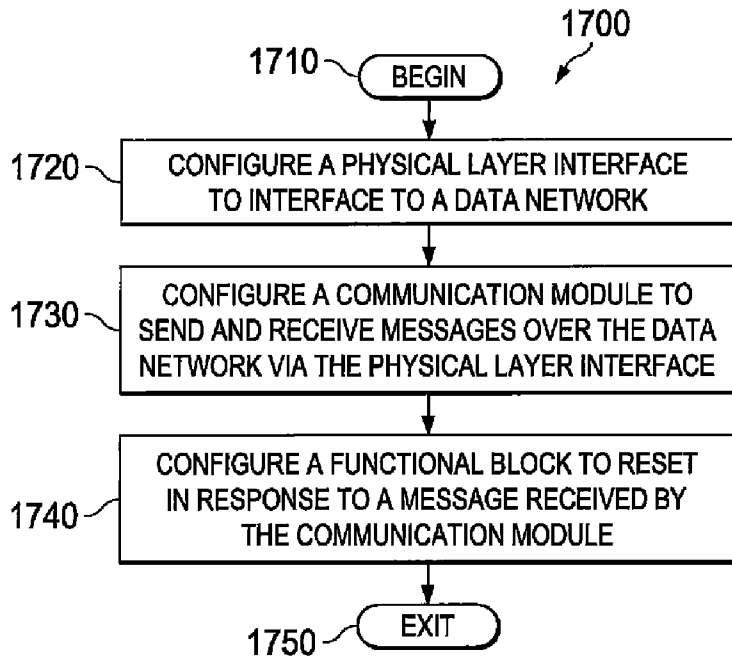 1700
1710
BEGIN
1720
CONFIGURE A PHYSICAL LAYER INTERFACE
TO INTERFACE TO A DATA NETWORK
1730
CONFIGURE A COMMUNICATION MODULE TO
SEND AND RECEIVE MESSAGES OVER THE DATA
NETWORK VIA THE PHYSICAL LAYER INTERFACE
1740
CONFIGURE A FUNCTIONAL BLOCK TO RESET
IN RESPONSE TO A MESSAGE RECEIVED BY
THE COMMUNICATION MODULE
1750
EXIT